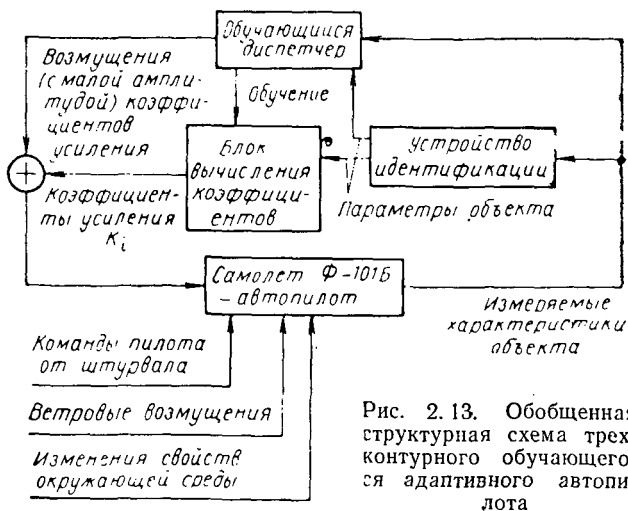 Обучающийся
диспетчер
Возмущения
(с малой ампли-
тудой) коэффи-
циентов
усиления
Обучение
Блок
вычисления
коэффици-
ентов
Устройство
идентификации
Коэффициен-
ты усиления
Ki
Параметры объекта
Самолет Ф-101Б
– автопилот
Измеряемые
характеристики
объекта
Команды пилота
от штурвала
Ветровые возмущения
Изменения свойств
окружающей среды
Рис. 2.13. Обобщенна
структурная схема трех
контурного обучающего
ся адаптивного автопи
лота